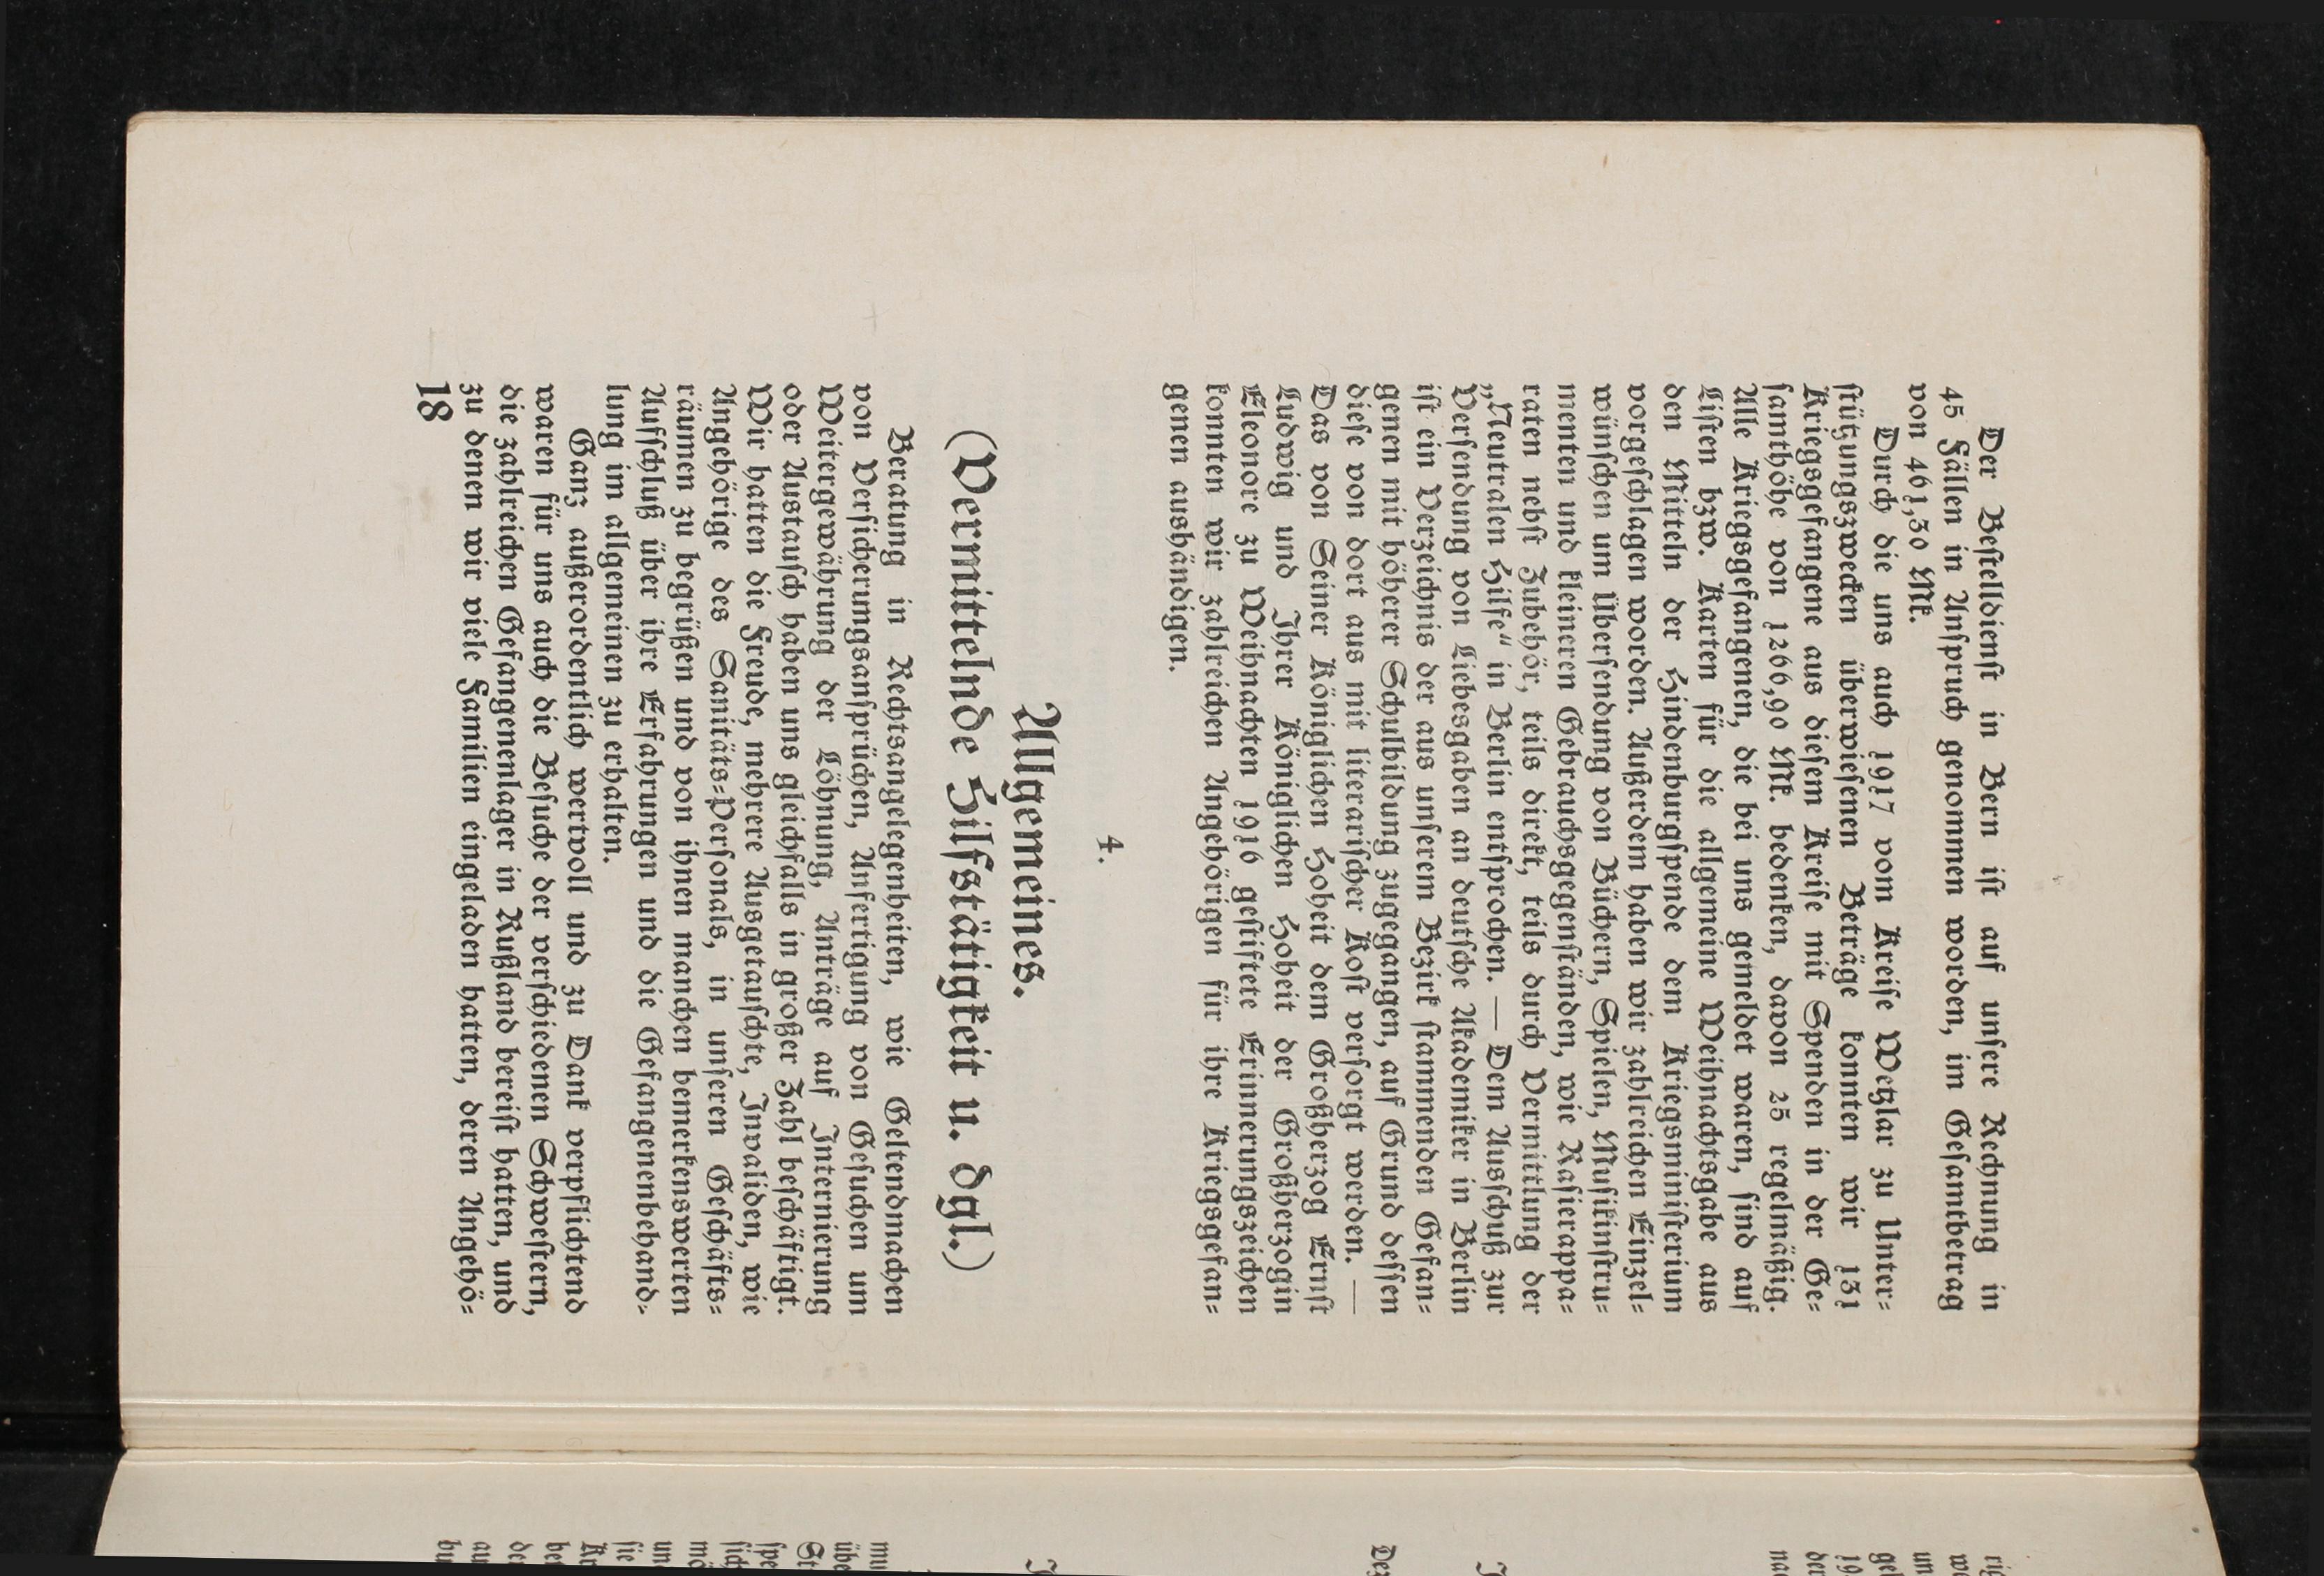 Der Beſtelldienſt in Bern iſt auf unſere Rechnung in
45 Fällen in Anſpruch genommen worden, im Geſamtbetrag
von 461,30 Mk.
Durch die uns auch 1917 vom Kreiſe Wetzlar zu Unter⸗
ſtützungszwecken überwieſenen Beträge konnten wir 131
Kriegsgefangene aus dieſem Kreiſe mit Spenden in der Ge⸗
ſamthöhe von 1266,90 Mk. bedenken, davon 25 regelmäßig.
Alle Kriegsgefangenen, die bei uns gemeldet waren, ſind auf
Liſten bzw. Karten für die allgemeine Weihnachtsgabe aus
den Mitteln der Hindenburgſpende dem Kriegsminiſterium
vorgeſchlagen worden. Außerdem haben wir zahlreichen Einzel⸗
wünſchen um Überſendung von Büchern, Spielen, Muſikinſtru⸗
menten und kleineren Gebrauchsgegenſtänden, wie Raſierappa⸗
raten nebſt Zubehör, teils direkt, teils durch Vermittlung der
„Neutralen Hilfe“ in Berlin entſprochen. — Dem Ausſchuß zur
Verſendung von Liebesgaben an deutſche Akademiker in Berlin
iſt ein Verzeichnis der aus unſerem Bezirk ſtammenden Gefan⸗
genen mit höherer Schulbildung zugegangen, auf Grund deſſen
dieſe von dort aus mit literariſcher Koſt verſorgt werden. —
Das von Seiner Königlichen Hoheit dem Großherzog Ernſt
Ludwig und Ihrer Königlichen Hoheit der Großherzogin
Eleonore zu Weihnachten 1916 geſtiftete Erinnerungszeichen
konnten wir zahlreichen Angehörigen für ihre Kriegsgefan⸗
genen aushändigen.
4.
Allgemeines.
(Vermittelnde Hilfstätigkeit u. dgl.)
Beratung in Rechtsangelegenheiten, wie Geltendmachen
von Verſicherungsanſprüchen, Anfertigung von Geſuchen um
Weitergewährung der Löhnung, Anträge auf Internierung
oder Austauſch haben uns gleichfalls in großer Zahl beſchäftigt.
Wir hatten die Freude, mehrere Ausgetauſchte, Invaliden, wie
Angehörige des Sanitäts⸗Perſonals, in unſeren Geſchäfts⸗
räumen zu begrüßen und von ihnen manchen bemerkenswerten
Aufſchluß über ihre Erfahrungen und die Gefangenenbehand⸗
lung im allgemeinen zu erhalten.
Ganz außerordentlich wertvoll und zu Dank verpflichtend
waren für uns auch die Beſuche der verſchiedenen Schweſtern,
die zahlreichen Gefangenenlager in Rußland bereiſt hatten, und
zu denen wir viele Familien eingeladen hatten, deren Angehö⸗
18